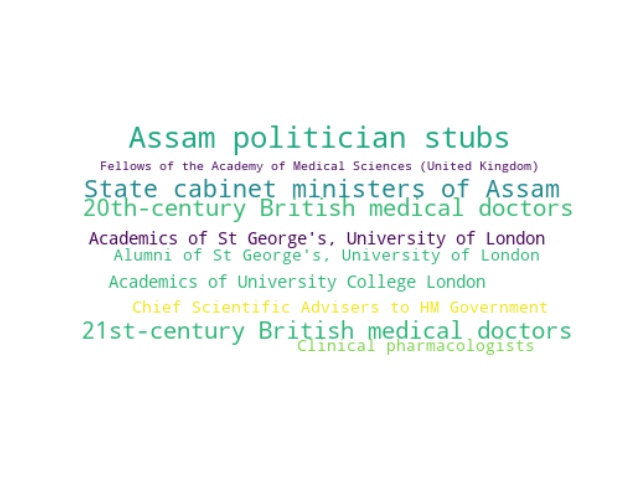 Assam politician stubs
Fellows of the Academy of Medical Sciences (United Kingdom)
State cabinet ministers of Assam
20th-century British medical doctors
Academics of St George's, University of London
Alumni of St George's, University of London
Academics of University College London
Chief Scientific Advisers to HM Government
21st-century British medical doctors
Clinical pharmacologists